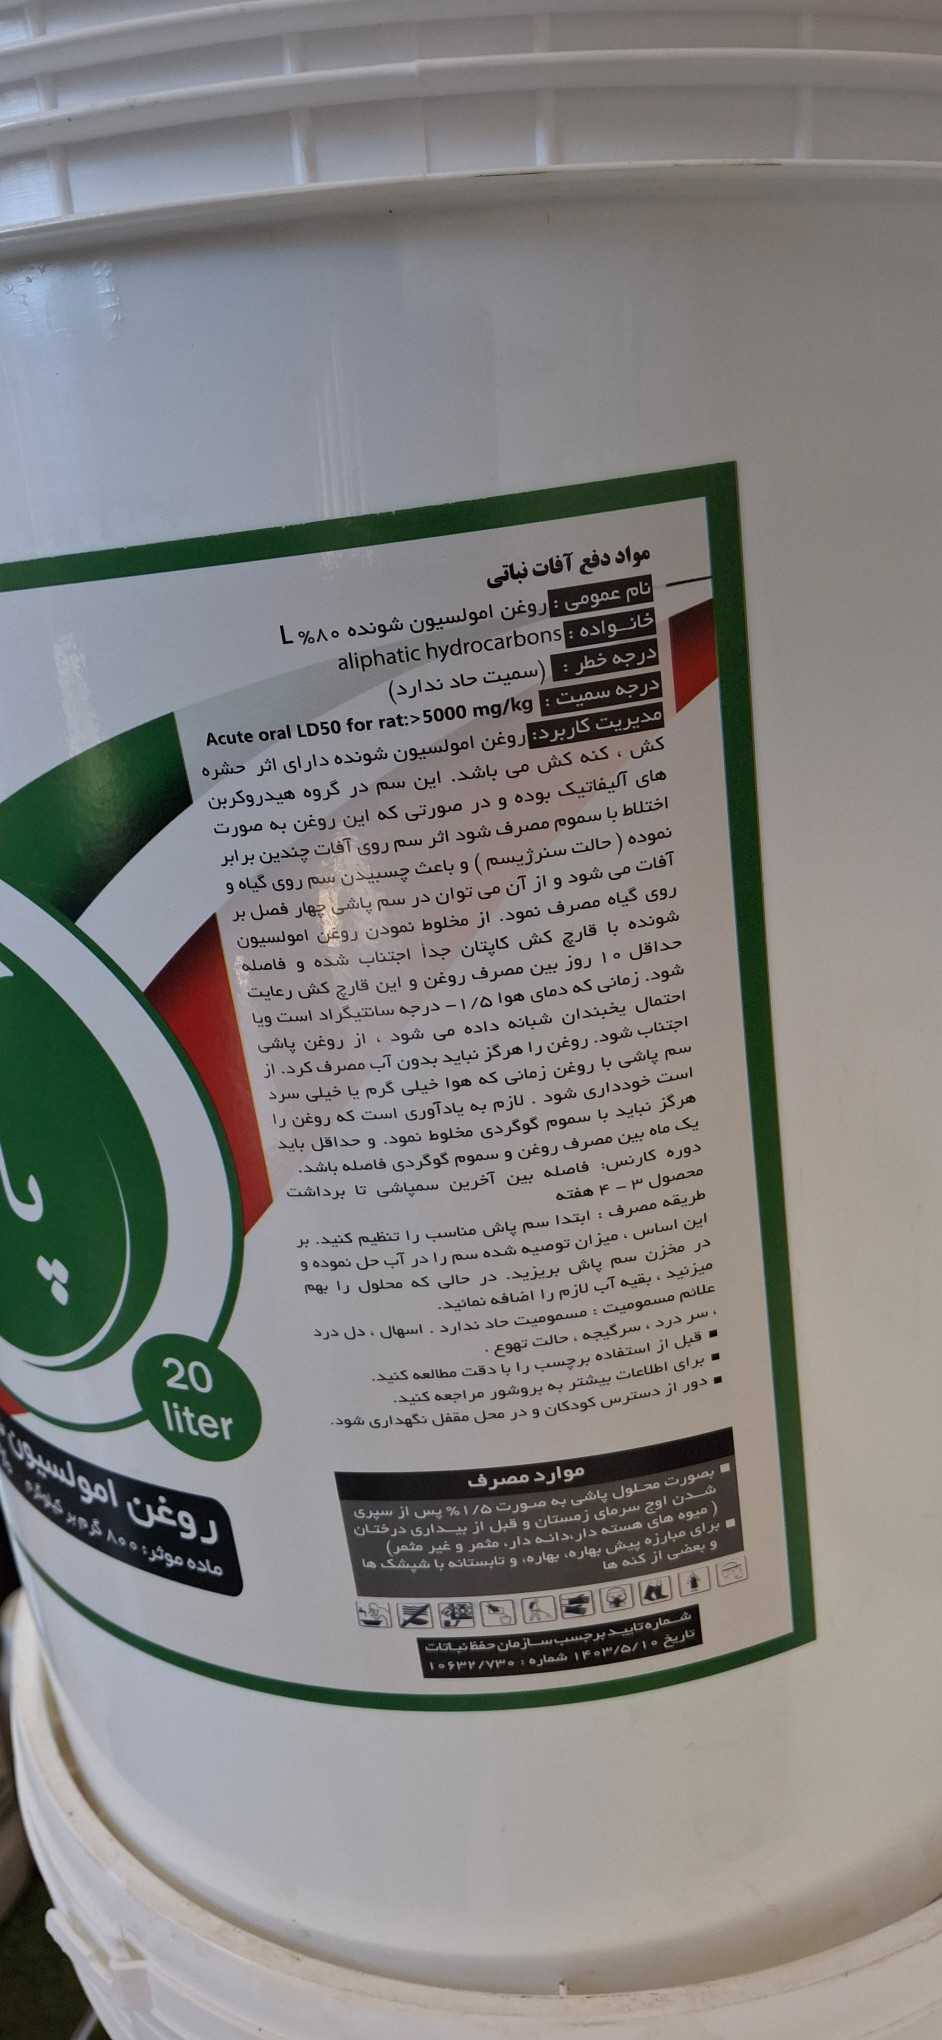 مواد دفع آفات نباتی
نام عمومی : روغن امولسیون شونده ۸۰% L
خانـواده : aliphatic hydrocarbons
درجه خطر : (سمیت حاد ندارد)
درجه سمیت : Acute oral LD50 for rat:>5000 mg/kg
مدیریت کاربرد: روغن امولسیون شونده دارای اثر حشره
کش ، کنه کش می باشد. این سم در گروه هیدروکربن
های آلیفاتیک بوده و در صورتی که این روغن به صورت
اختلاط با سموم مصرف شود اثر سم روی آفات چندین برابر
نموده ( حالت سنرژیسم ) و باعث چسبیدن سم روی گیاه و
آفات می شود و از آن می توان در سم پاشی چهار فصل بر
روی گیاه مصرف نمود. از مخلوط نمودن روغن امولسیون
شونده با قارچ کش کاپتان جداً اجتناب شده و فاصله
حداقل ۱۰ روز بین مصرف روغن و این قارچ کش رعایت
شود. زمانی که دمای هوا ۱/۵- درجه سانتیگراد است ویا
احتمال یخبندان شبانه داده می شود ، از روغن پاشی
اجتناب شود. روغن را هرگز نباید بدون آب مصرف کرد. از
سم پاشی با روغن زمانی که هوا خیلی گرم یا خیلی سرد
است خودداری شود . لازم به یادآوری است که روغن را
هرگز نباید با سموم گوگردی مخلوط نمود. و حداقل باید
یک ماه بین مصرف روغن و سموم گوگردی فاصله باشد.
دوره کارنس: فاصله بین آخرین سمپاشی تا برداشت
محصول ۳ – ۴ هفته
طریقه مصرف : ابتدا سم پاش مناسب را تنظیم کنید. بر
این اساس ، میزان توصیه شده سم را در آب حل نموده و
در مخزن سم پاش بریزید. در حالی که محلول را بهم
میزنید ، بقیه آب لازم را اضافه نمائید.
علائم مسمومیت : مسمومیت حاد ندارد . اسهال ، دل درد
، سر درد ، سرگیجه ، حالت تهوع .
▪ قبل از استفاده برچسب را با دقت مطالعه کنید.
▪ برای اطلاعات بیشتر به بروشور مراجعه کنید.
▪ دور از دسترس کودکان و در محل مقفل نگهداری شود.
موارد مصرف
▪ بصورت محلول پاشی به صورت ۱/۵% پس از سپری
شدن اوج سرمای زمستان و قبل از بیـداری درختـان
( میوه های هسته دار،دانـه دار، مثمر و غیر مثمر)
▪ برای مبارزه پیش بهاره، بهاره، و تابستانه با شپشک ها
و بعضی از کنه ها
شـمـاره تاییـد برچسب سـازمان حفظ نبـاتات
تاریخ ۱۴۰۳/۵/۱۰ شماره : ۱۰۶۳۲/۷۳۰
20
liter
روغن امولسیون
ماده موثر: ۸۰۰ گرم بر کیلوگرم